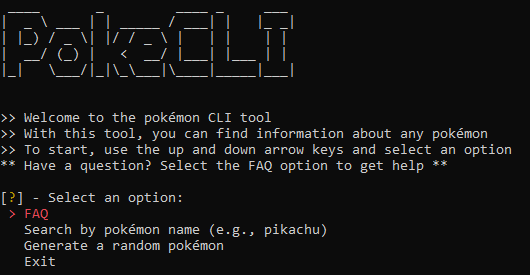 PokeCLI
>> Welcome to the pokémon CLI tool
>> With this tool, you can find information about any pokémon
>> To start, use the up and down arrow keys and select an option
** Have a question? Select the FAQ option to get help **
[?] - Select an option:
> FAQ
Search by pokémon name (e.g., pikachu)
Generate a random pokémon
Exit